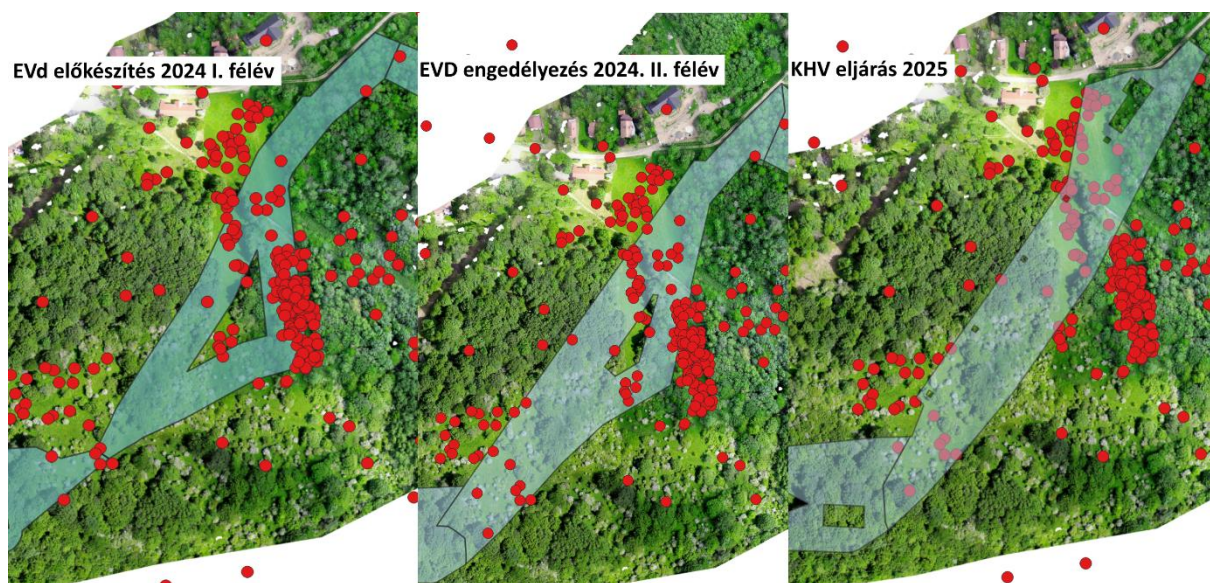 EVd előkészítés 2024 I. félév
EVD engedélyezés 2024. II. félév
KHV eljárás 2025